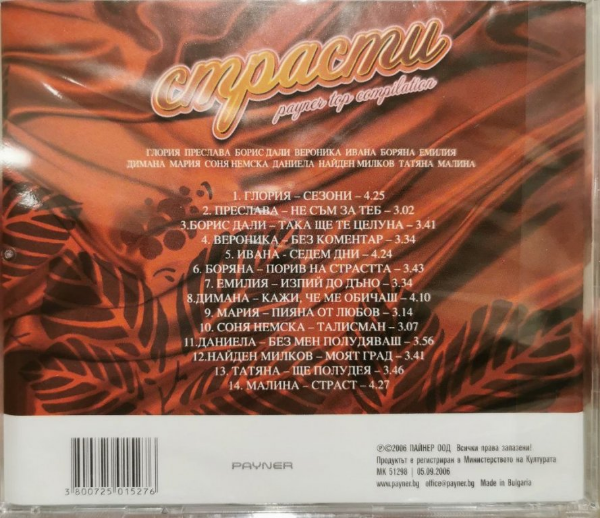 страсти
payner top compilation
ГЛОРИЯ ПРЕСЛАВА БОРИС ДАЛИ ВЕРОНИКА ИВАНА БОРЯНА ЕМИЛИЯ
ДИМАНА МАРИЯ СОНЯ НЕМСКА ДАНИЕЛА НАЙДЕН МИЛКОВ ТАТЯНА МАЛИНА
1. ГЛОРИЯ – СЕЗОНИ – 4.25
2. ПРЕСЛАВА – НЕ СЪМ ЗА ТЕБ – 3.02
3.БОРИС ДАЛИ – ТАКА ЩЕ ТЕ ЦЕЛУНА – 3.41
4. ВЕРОНИКА – БЕЗ КОМЕНТАР – 3.34
5. ИВАНА - СЕДЕМ ДНИ – 4.24
6. БОРЯНА – ПОРИВ НА СТРАСТТА – 3.43
7. ЕМИЛИЯ – ИЗПИЙ ДО ДЪНО – 3.34
8.ДИМАНА – КАЖИ, ЧЕ МЕ ОБИЧАШ – 4.10
9. МАРИЯ – ПИЯНА ОТ ЛЮБОВ – 3.14
10. СОНЯ НЕМСКА – ТАЛИСМАН – 3.07
11.ДАНИЕЛА – БЕЗ МЕН ПОЛУДЯВАШ – 3.56
12.НАЙДЕН МИЛКОВ – МОЯТ ГРАД – 3.41
13. ТАТЯНА – ЩЕ ПОЛУДЕЯ – 3.46
14. МАЛИНА – СТРАСТ – 4.27
3 800725 015276
PAYNER
℗©2006 ПАЙНЕР ООД Всички права запазени!
Продуктът е регистриран в Министерството на Културата
МК 51298 | 05.09.2006
www.payner.bg office@payner.bg Made in Bulgaria